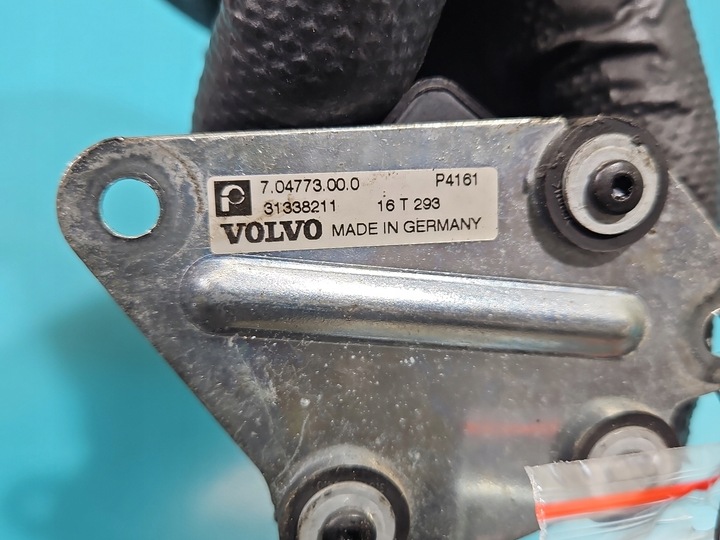 7.04773.00.0 P4161
31338211 16 T 293
VOLVO MADE IN GERMANY